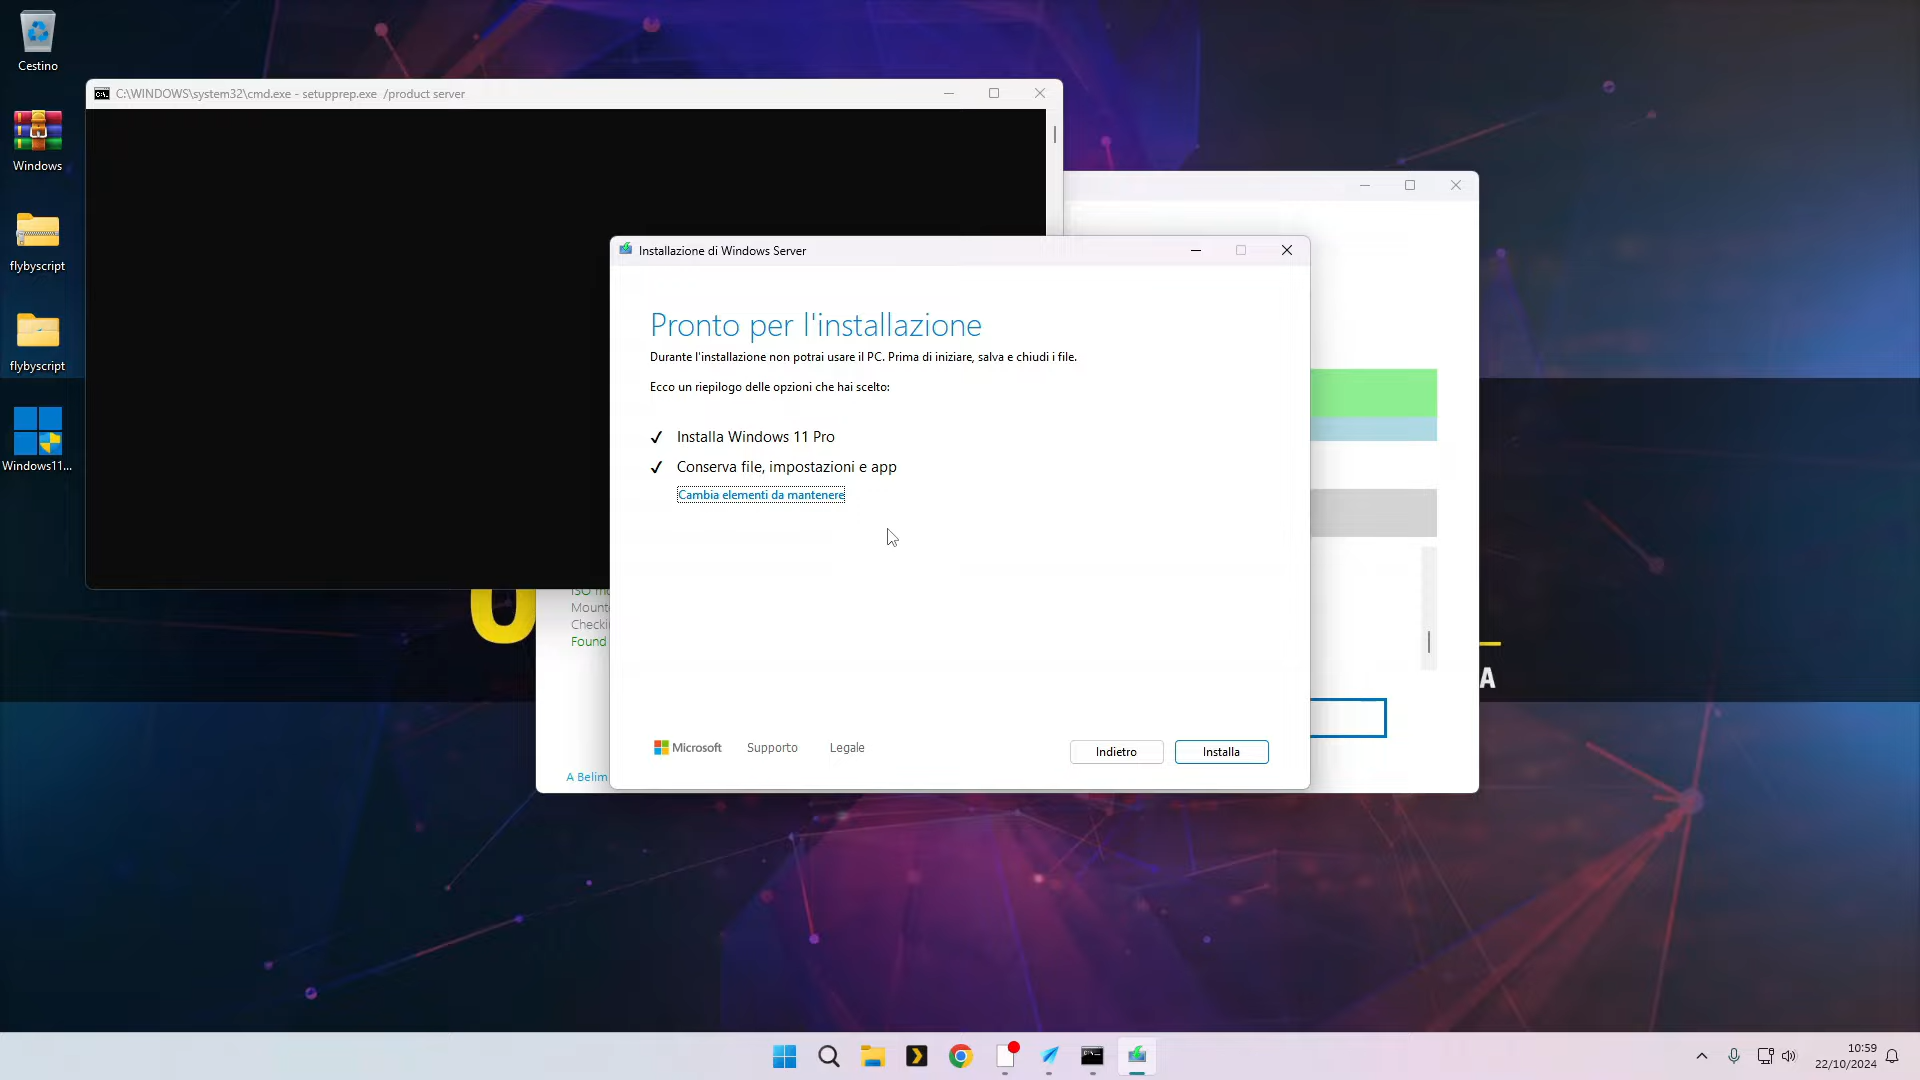 Cestino
Windows
flybyscript
flybyscript
Windows11...
C:\WINDOWS\system32\cmd.exe - setupprep.exe  /product server
Installazione di Windows Server
Pronto per l'installazione
Durante l'installazione non potrai usare il PC. Prima di iniziare, salva e chiudi i file.
Ecco un riepilogo delle opzioni che hai scelto:
✓ Installa Windows 11 Pro
✓ Conserva file, impostazioni e app
Cambia elementi da mantenere
Microsoft
Supporto
Legale
Indietro
Installa
Mount
Checki
Found
A Belim
A
10:59
22/10/2024